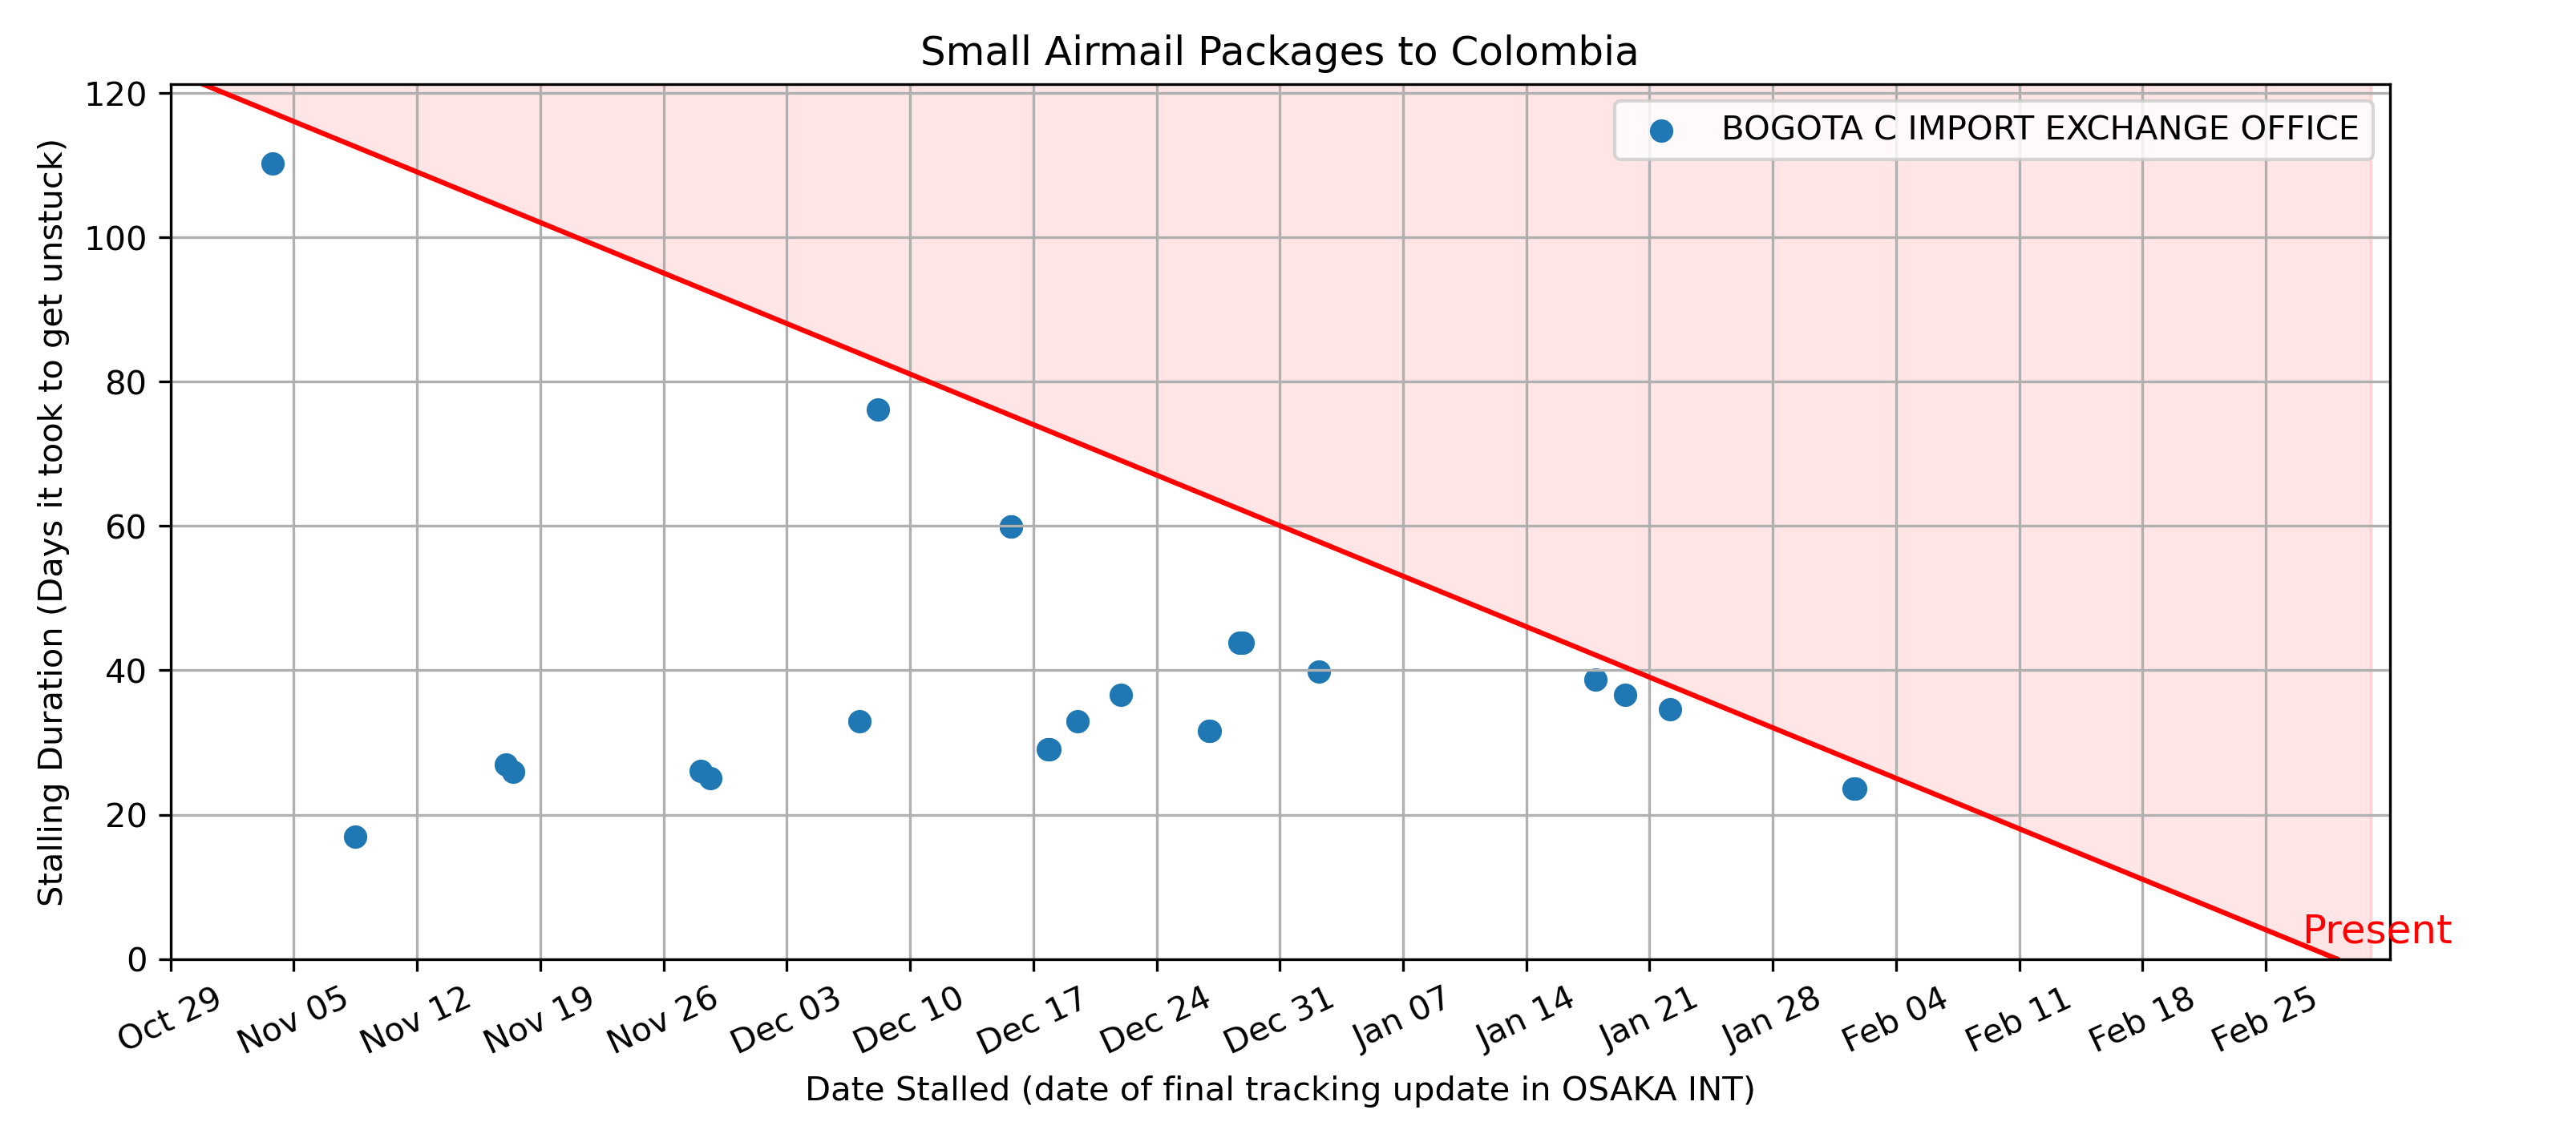 Small Airmail Packages to Colombia
BOGOTA C IMPORT EXCHANGE OFFICE
Stalling Duration (Days it took to get unstuck)
120
100
80
60
40
20
0
Present
Oct 29
Nov 05
Nov 12
Nov 19
Nov 26
Dec 03
Dec 10
Dec 17
Dec 24
Dec 31
Jan 07
Jan 14
Jan 21
Jan 28
Feb 04
Feb 11
Feb 18
Feb 25
Date Stalled (date of final tracking update in OSAKA INT)